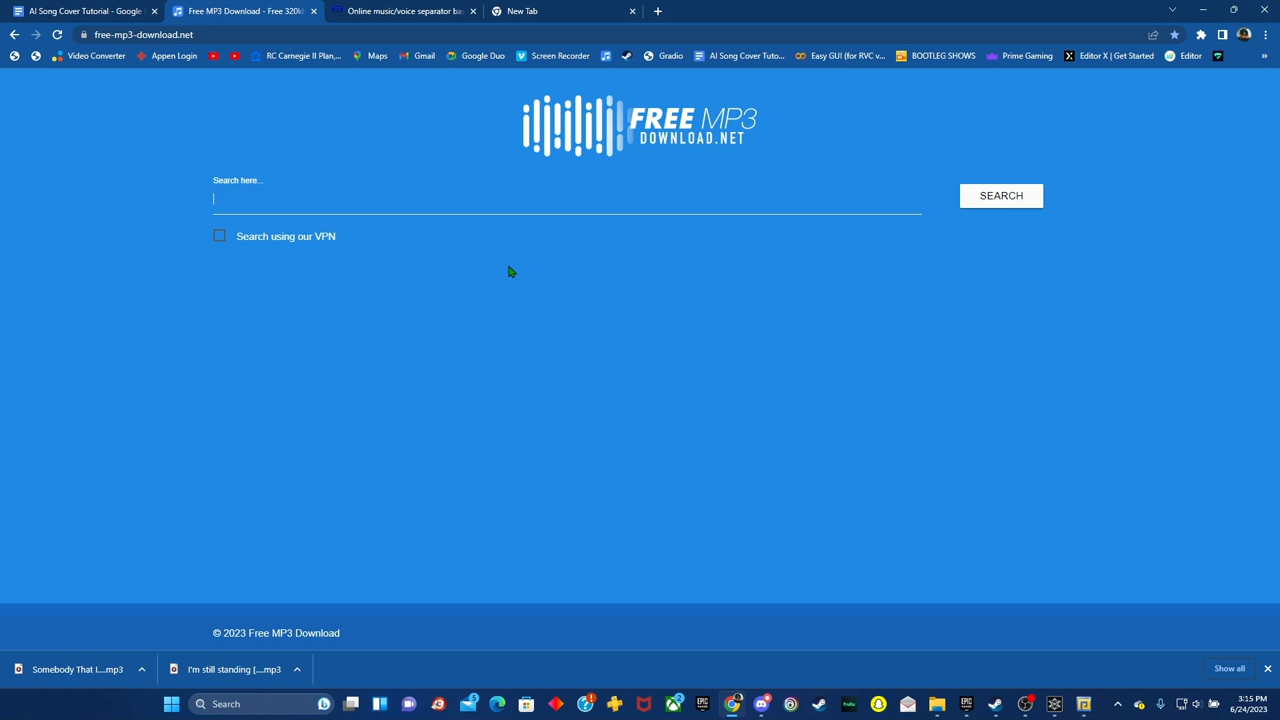 AI Song Cover Tutorial - Google
Free MP3 Download - Free 320k
Online music/voice separator ba
New Tab
free-mp3-download.net
Video Converter
Appen Login
RC Carnegie II Plan,...
Maps
Gmail
Google Duo
Screen Recorder
Gradio
AI Song Cover Tuto...
Easy GUI (for RVC v...
BOOTLEG SHOWS
Prime Gaming
Editor X | Get Started
Editor
FREE MP3
DOWNLOAD.NET
Search here...
SEARCH
Search using our VPN
© 2023 Free MP3 Download
Somebody That I....mp3
I'm still standing [....mp3
Show all
Search
3:15 PM
6/24/2023